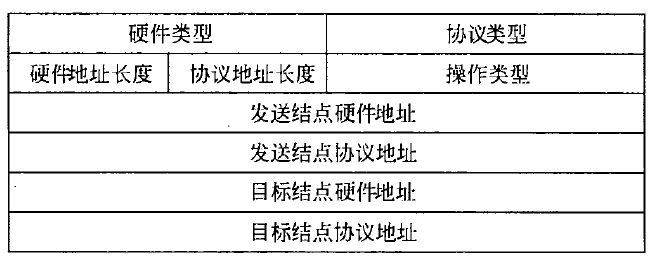 硬件类型 协议类型
硬件地址长度 协议地址长度 操作类型
发送结点硬件地址
发送结点协议地址
目标结点硬件地址
目标结点协议地址